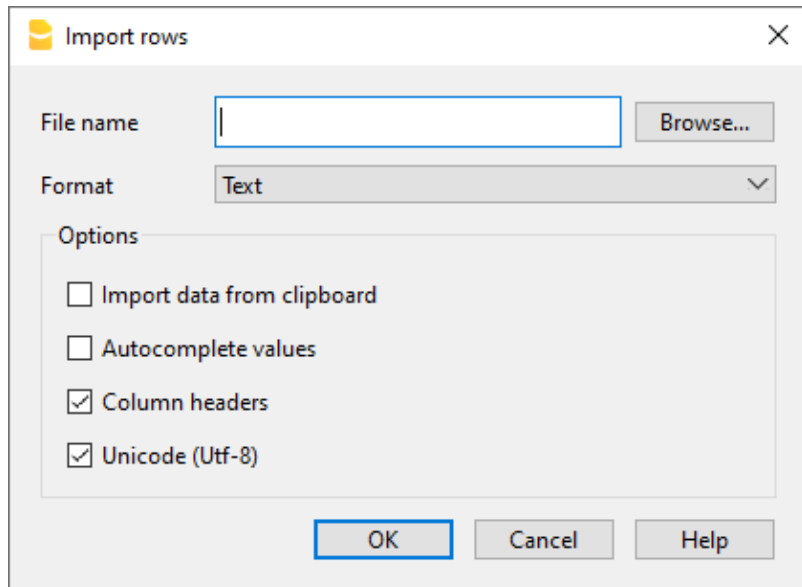 Import rows
File name
Browse...
Format
Text
Options
Import data from clipboard
Autocomplete values
Column headers
Unicode (Utf-8)
OK
Cancel
Help